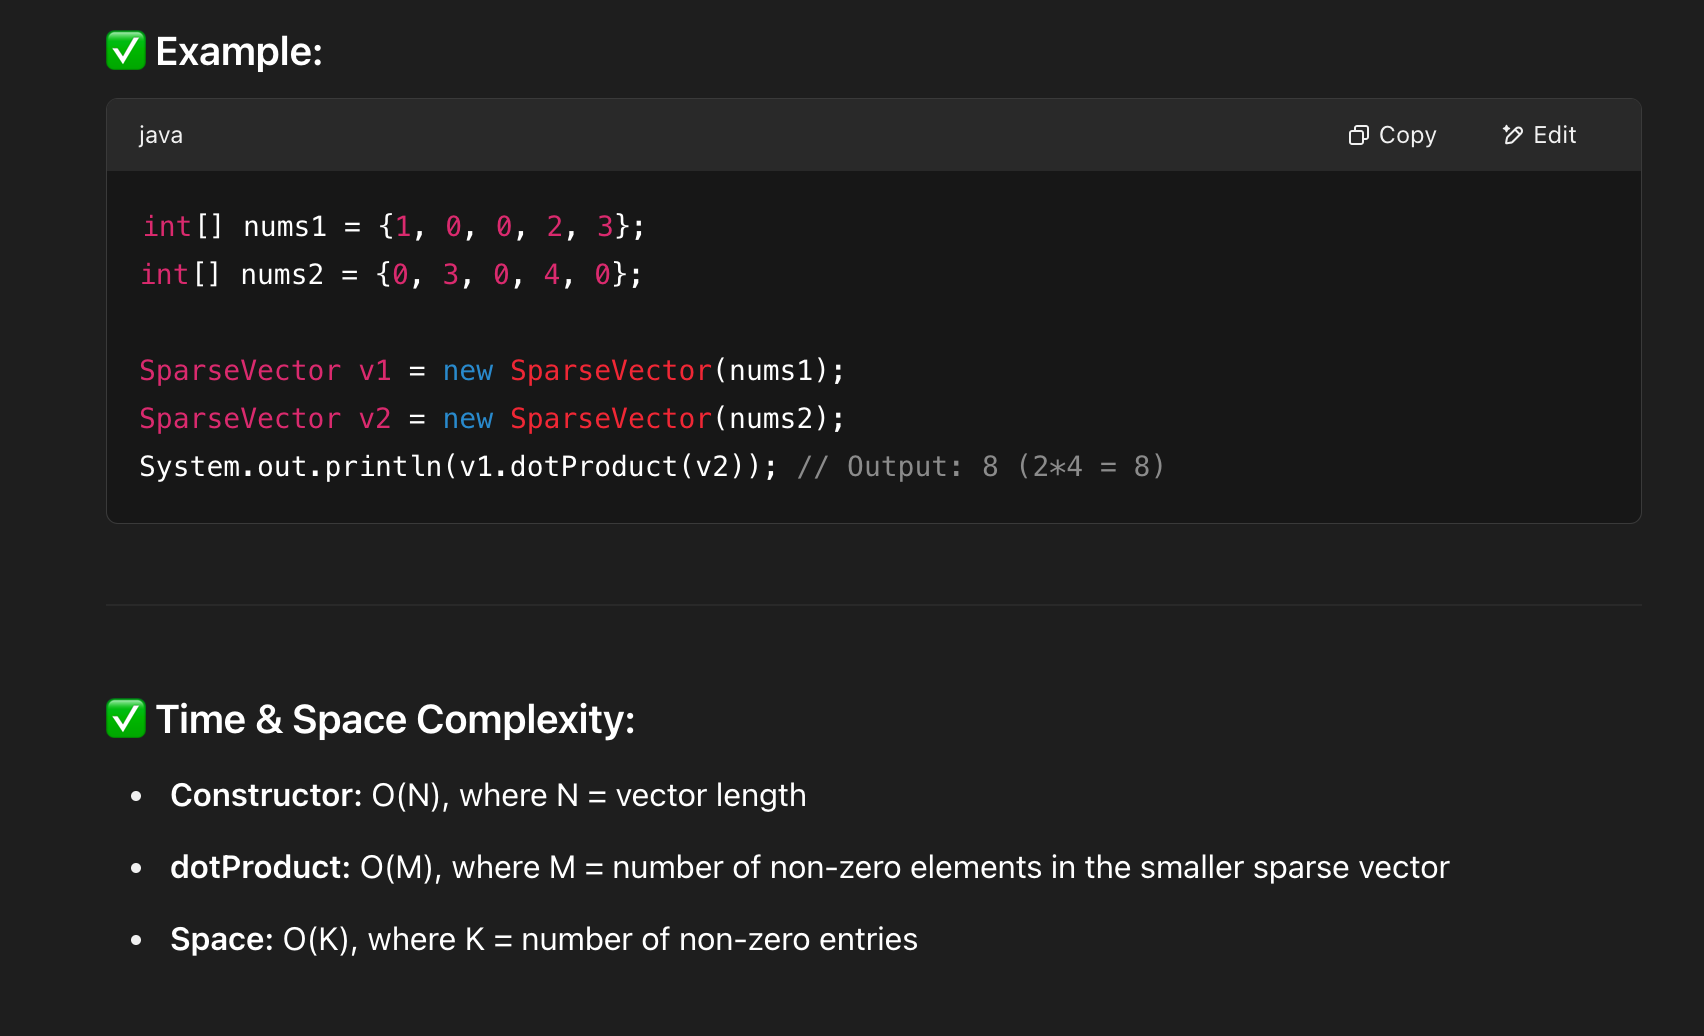 ✅ Example:
java
Copy
Edit
int[] nums1 = {1, 0, 0, 2, 3};
int[] nums2 = {0, 3, 0, 4, 0};
SparseVector v1 = new SparseVector(nums1);
SparseVector v2 = new SparseVector(nums2);
System.out.println(v1.dotProduct(v2)); // Output: 8 (2*4 = 8)
✅ Time & Space Complexity:
• Constructor: O(N), where N = vector length
• dotProduct: O(M), where M = number of non-zero elements in the smaller sparse vector
• Space: O(K), where K = number of non-zero entries